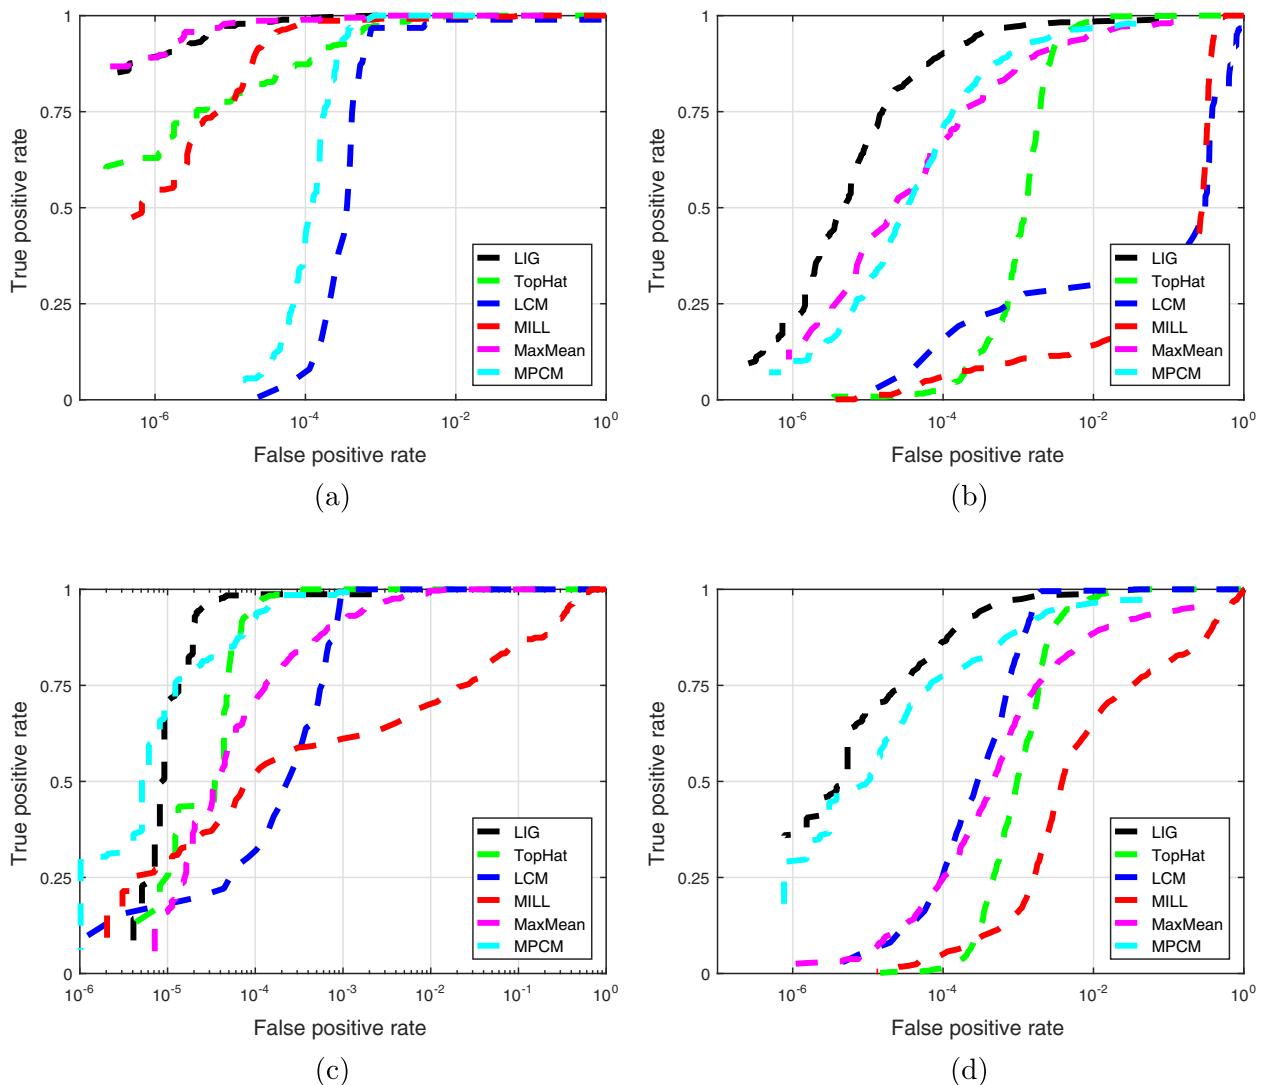 1
0.75
0.5
0.25
0
True positive rate
10^-6
10^-4
10^-2
10^0
False positive rate
LIG
TopHat
LCM
MILL
MaxMean
MPCM
(a)
1
0.75
0.5
0.25
0
True positive rate
10^-6
10^-4
10^-2
10^0
False positive rate
LIG
TopHat
LCM
MILL
MaxMean
MPCM
(b)
1
0.75
0.5
0.25
0
True positive rate
10^-6
10^-5
10^-4
10^-3
10^-2
10^-1
10^0
False positive rate
LIG
TopHat
LCM
MILL
MaxMean
MPCM
(c)
1
0.75
0.5
0.25
0
True positive rate
10^-6
10^-4
10^-2
10^0
False positive rate
LIG
TopHat
LCM
MILL
MaxMean
MPCM
(d)